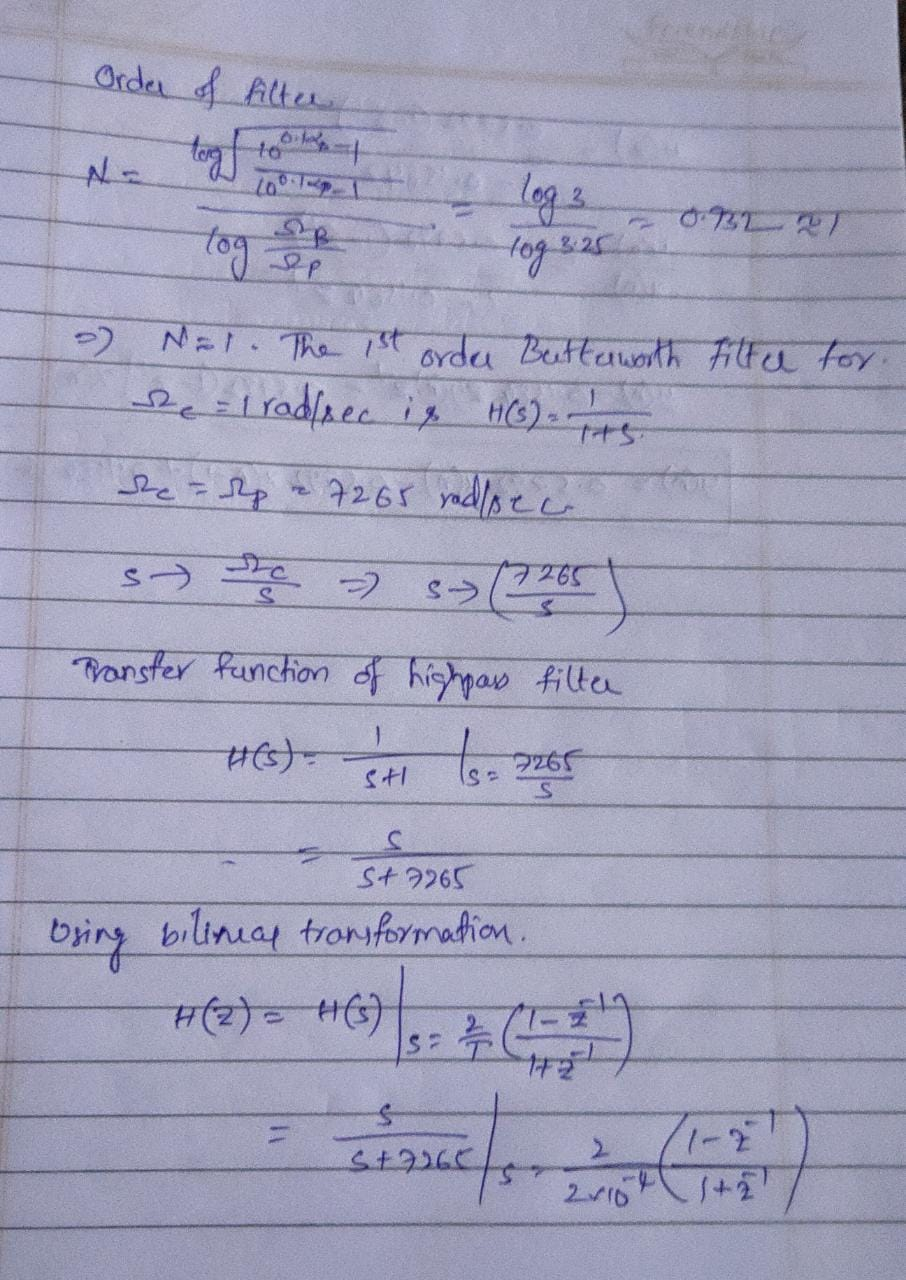 Order of filter
N = log √(10^0.1αs-1 / 10^0.1αp-1) / log ΩB/ΩP = log 3 / log 3.25 = 0.932 ≈ 1
=> N=1. The 1st order Butterworth filter for
Ωc = 1 rad/sec is H(s) = 1/1+s.
Ωc = Ωp = 7265 rad/sec
s → Ωc/s => s → (7265/s)
Transfer function of highpass filter
H(s) = 1/s+1 | s = 7265/s
= s/s+7265
Using bilinear transformation.
H(z) = H(s) | s = 2/T (1-z^-1 / 1+z^-1)
= s/s+7265 | s = 2/2×10^-4 (1-z^-1 / 1+z^-1)